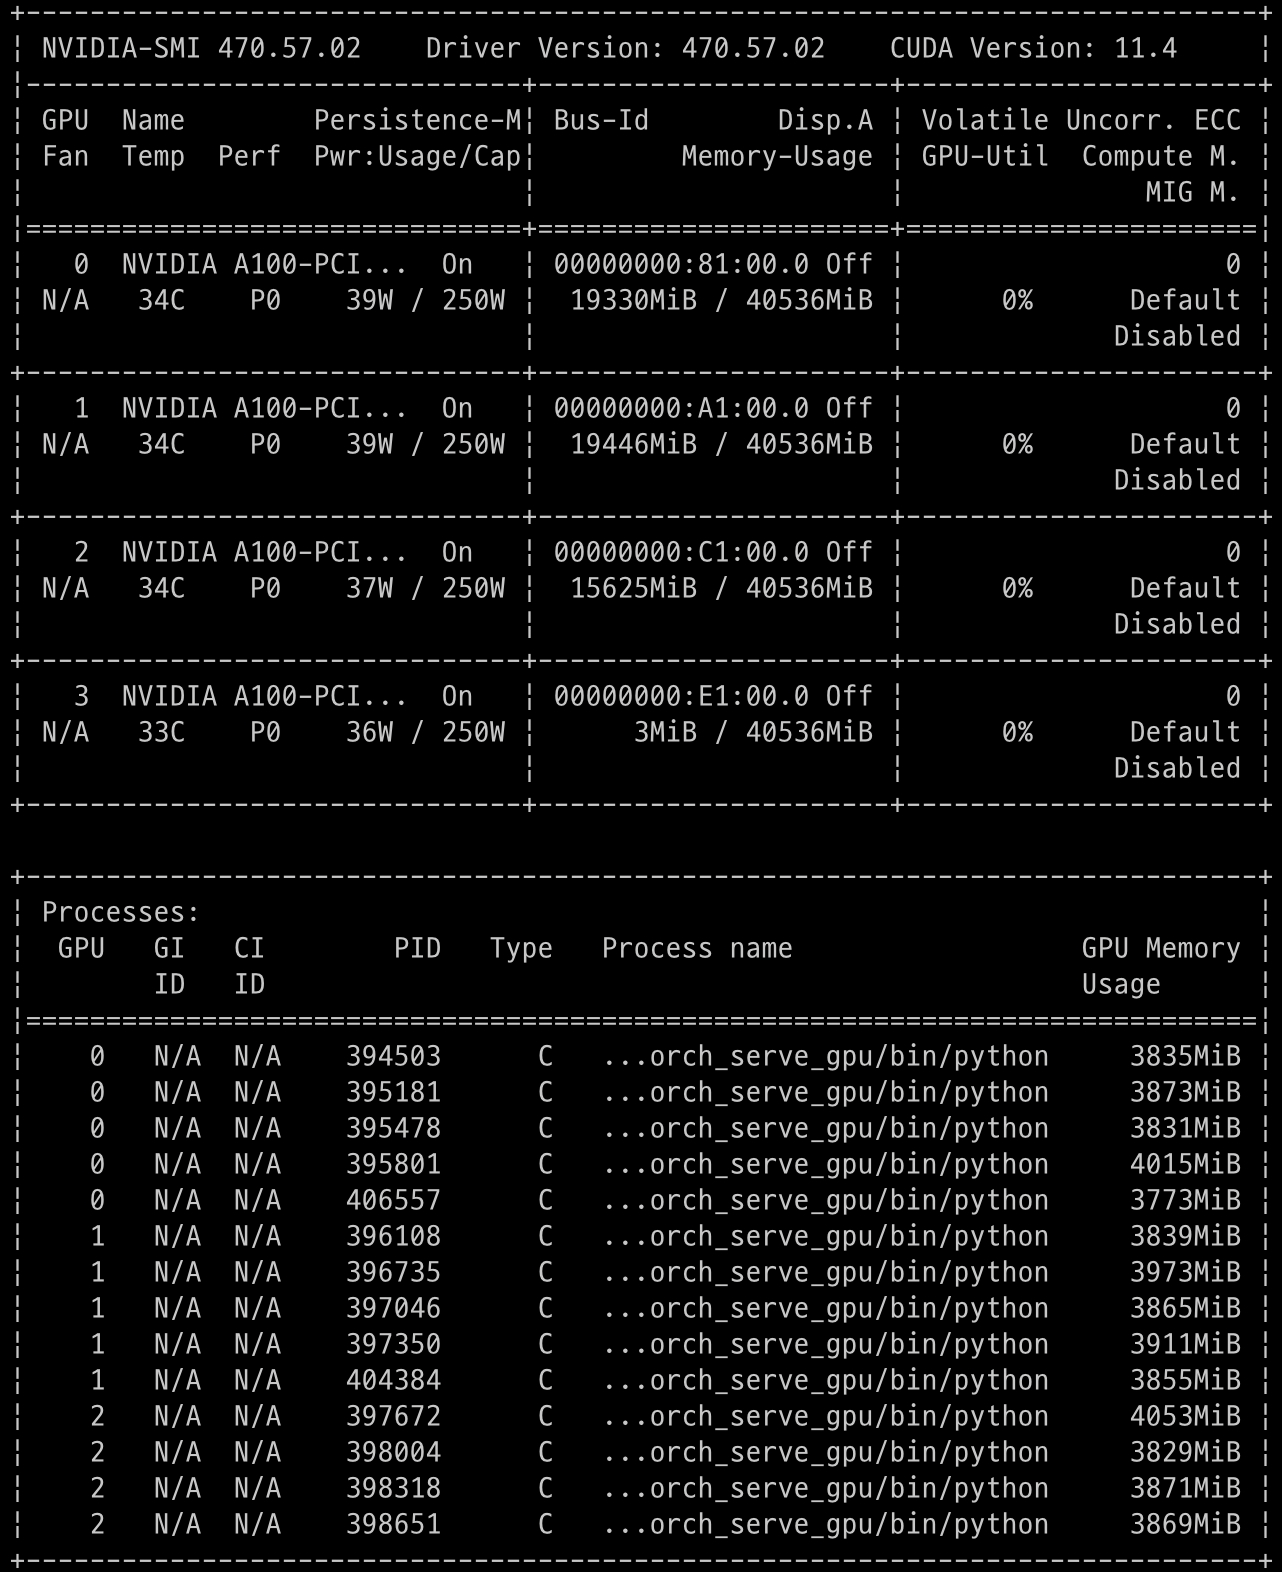 +-----------------------------------------------------------------------------+
| NVIDIA-SMI 470.57.02    Driver Version: 470.57.02    CUDA Version: 11.4     |
|-------------------------------+----------------------+----------------------+
| GPU  Name        Persistence-M| Bus-Id        Disp.A | Volatile Uncorr. ECC |
| Fan  Temp  Perf  Pwr:Usage/Cap|         Memory-Usage | GPU-Util  Compute M. |
|                               |                      |               MIG M. |
|===============================+======================+======================|
|   0  NVIDIA A100-PCI...  On   | 00000000:81:00.0 Off |                    0 |
| N/A   34C    P0    39W / 250W |  19330MiB / 40536MiB |      0%      Default |
|                               |                      |             Disabled |
+-------------------------------+----------------------+----------------------+
|   1  NVIDIA A100-PCI...  On   | 00000000:A1:00.0 Off |                    0 |
| N/A   34C    P0    39W / 250W |  19446MiB / 40536MiB |      0%      Default |
|                               |                      |             Disabled |
+-------------------------------+----------------------+----------------------+
|   2  NVIDIA A100-PCI...  On   | 00000000:C1:00.0 Off |                    0 |
| N/A   34C    P0    37W / 250W |  15625MiB / 40536MiB |      0%      Default |
|                               |                      |             Disabled |
+-------------------------------+----------------------+----------------------+
|   3  NVIDIA A100-PCI...  On   | 00000000:E1:00.0 Off |                    0 |
| N/A   33C    P0    36W / 250W |      3MiB / 40536MiB |      0%      Default |
|                               |                      |             Disabled |
+-------------------------------+----------------------+----------------------+

+-----------------------------------------------------------------------------+
| Processes:                                                                  |
|  GPU   GI   CI        PID   Type   Process name                  GPU Memory |
|        ID   ID                                                   Usage      |
|=============================================================================|
|    0   N/A  N/A    394503      C   ...orch_serve_gpu/bin/python     3835MiB |
|    0   N/A  N/A    395181      C   ...orch_serve_gpu/bin/python     3873MiB |
|    0   N/A  N/A    395478      C   ...orch_serve_gpu/bin/python     3831MiB |
|    0   N/A  N/A    395801      C   ...orch_serve_gpu/bin/python     4015MiB |
|    0   N/A  N/A    406557      C   ...orch_serve_gpu/bin/python     3773MiB |
|    1   N/A  N/A    396108      C   ...orch_serve_gpu/bin/python     3839MiB |
|    1   N/A  N/A    396735      C   ...orch_serve_gpu/bin/python     3973MiB |
|    1   N/A  N/A    397046      C   ...orch_serve_gpu/bin/python     3865MiB |
|    1   N/A  N/A    397350      C   ...orch_serve_gpu/bin/python     3911MiB |
|    1   N/A  N/A    404384      C   ...orch_serve_gpu/bin/python     3855MiB |
|    2   N/A  N/A    397672      C   ...orch_serve_gpu/bin/python     4053MiB |
|    2   N/A  N/A    398004      C   ...orch_serve_gpu/bin/python     3829MiB |
|    2   N/A  N/A    398318      C   ...orch_serve_gpu/bin/python     3871MiB |
|    2   N/A  N/A    398651      C   ...orch_serve_gpu/bin/python     3869MiB |
+-----------------------------------------------------------------------------+